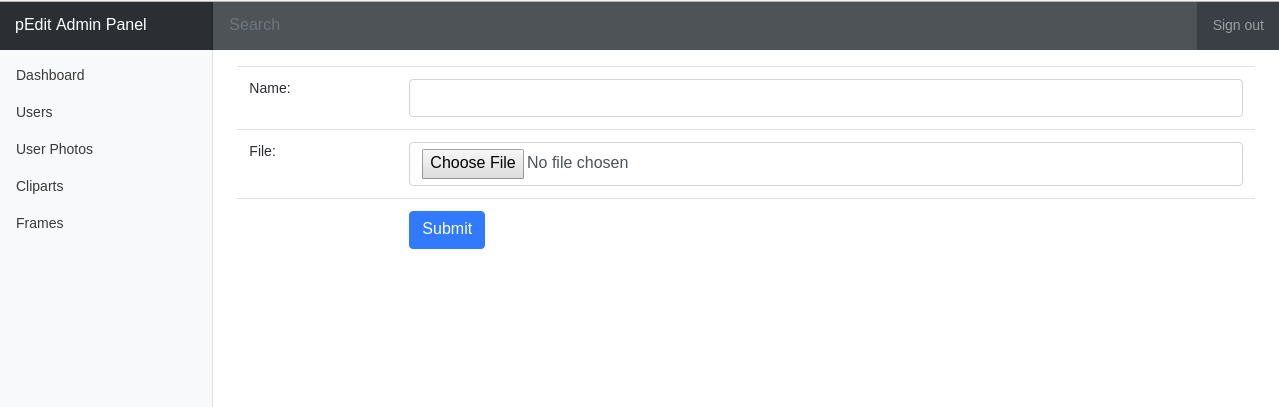 pEdit Admin Panel
Search
Sign out
Dashboard
Users
User Photos
Cliparts
Frames
Name:
File:
Choose File No file chosen
Submit